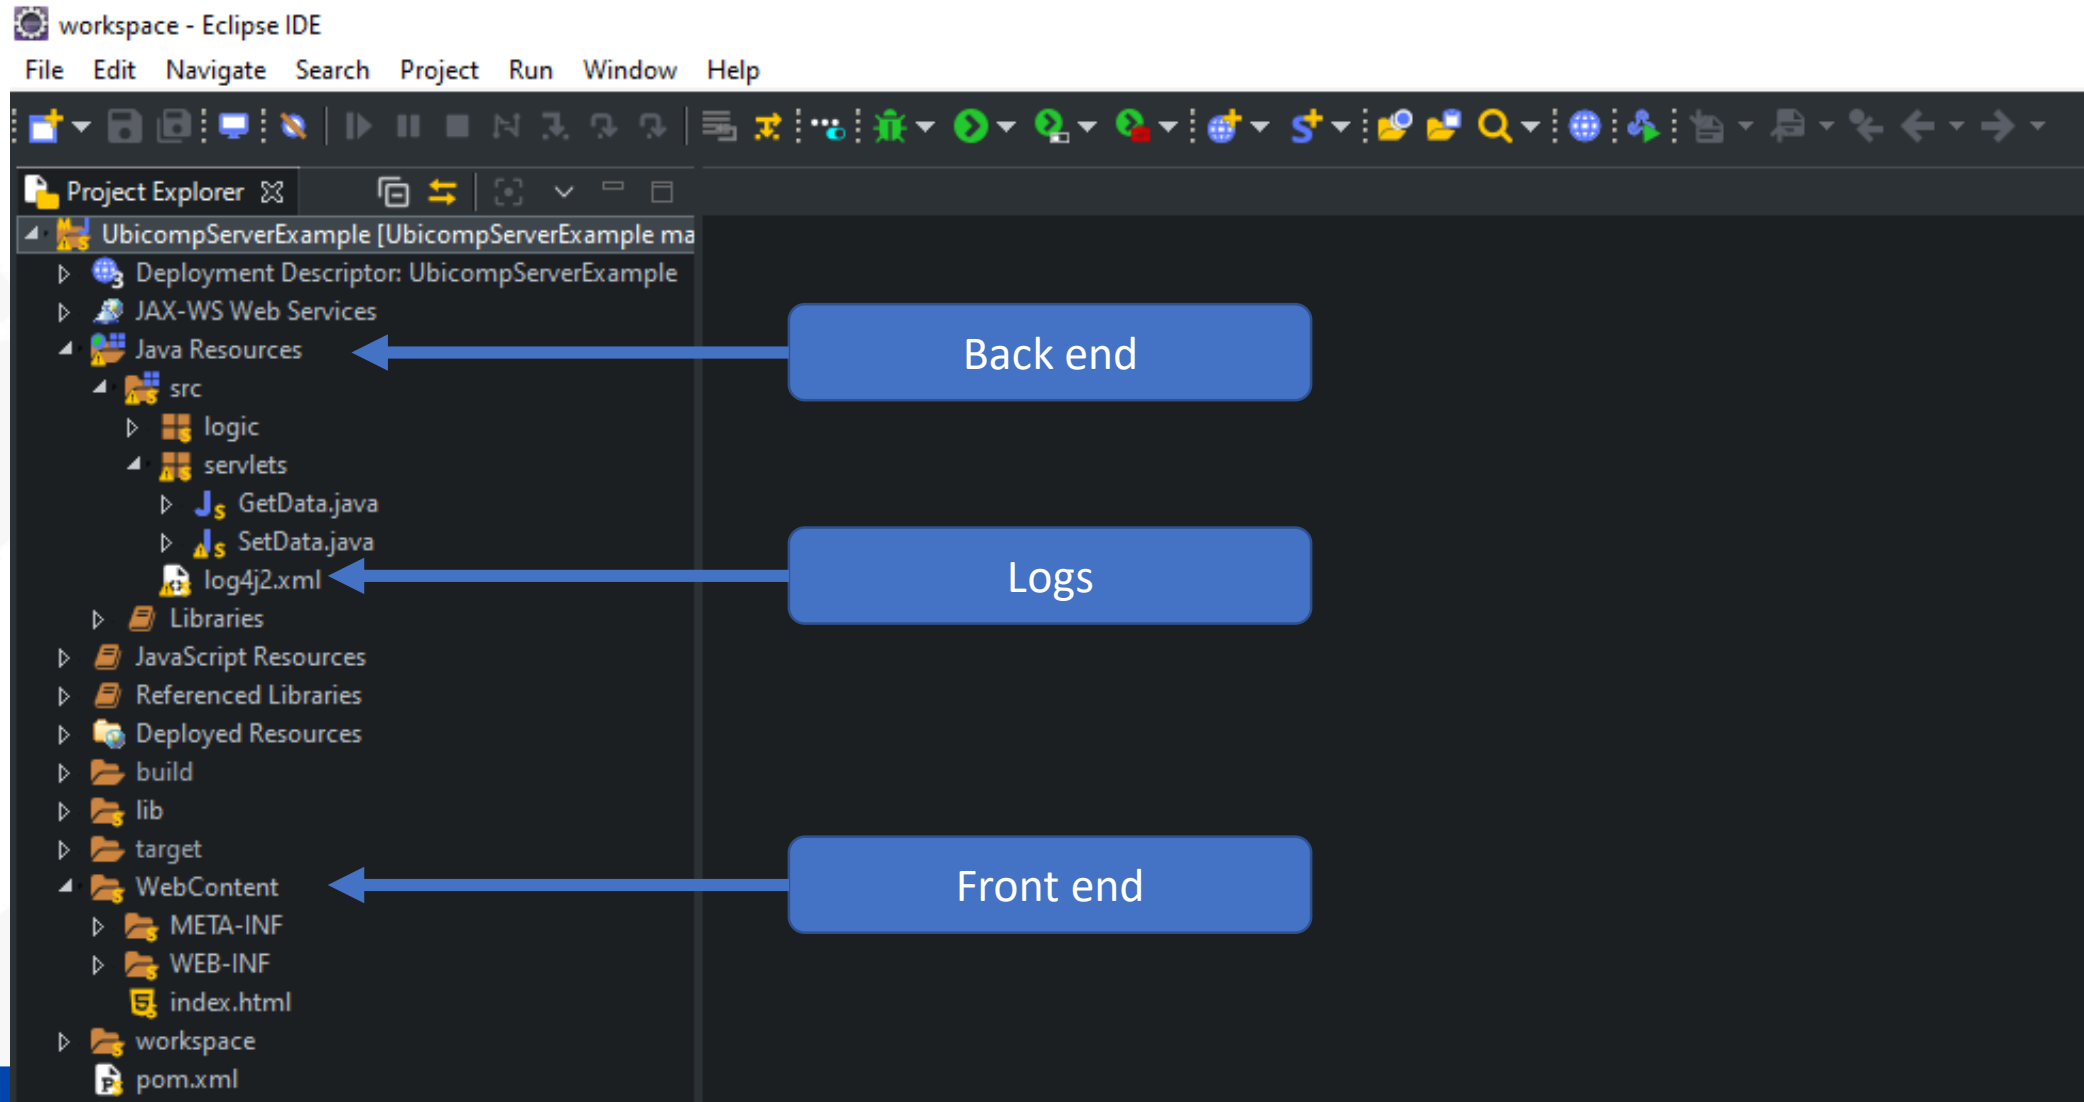 workspace - Eclipse IDE
File Edit Navigate Search Project Run Window Help
Project Explorer
UbicompServerExample [UbicompServerExample ma
Deployment Descriptor: UbicompServerExample
JAX-WS Web Services
Java Resources
Back end
src
logic
servlets
GetData.java
SetData.java
log4j2.xml
Logs
Libraries
JavaScript Resources
Referenced Libraries
Deployed Resources
build
lib
target
WebContent
Front end
META-INF
WEB-INF
index.html
workspace
pom.xml